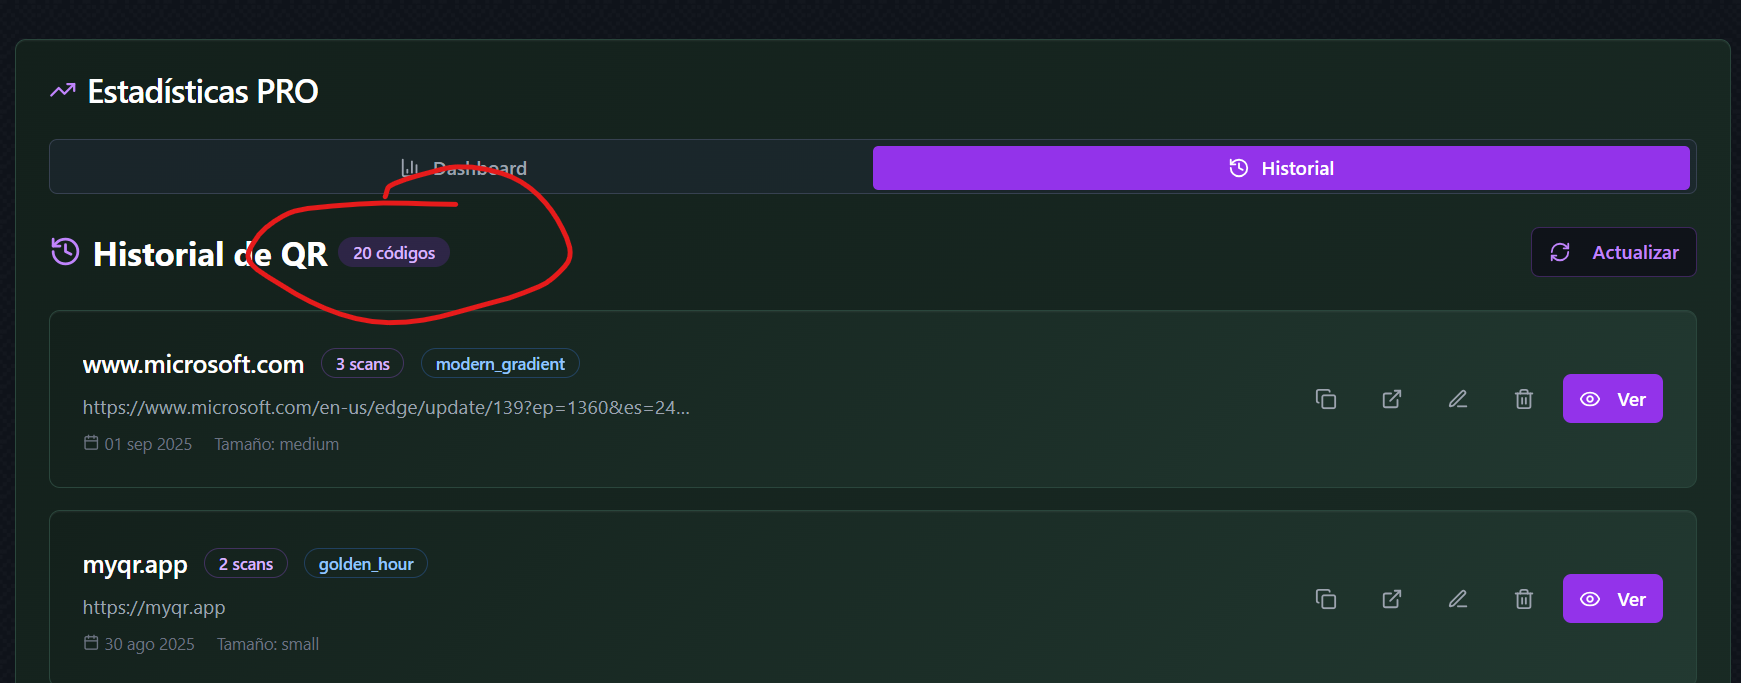 Estadísticas PRO
Dashboard
Historial
Historial de QR 20 códigos
Actualizar
www.microsoft.com 3 scans modern_gradient
https://www.microsoft.com/en-us/edge/update/139?ep=1360&es=24...
01 sep 2025 Tamaño: medium
Ver
myqr.app 2 scans golden_hour
https://myqr.app
30 ago 2025 Tamaño: small
Ver